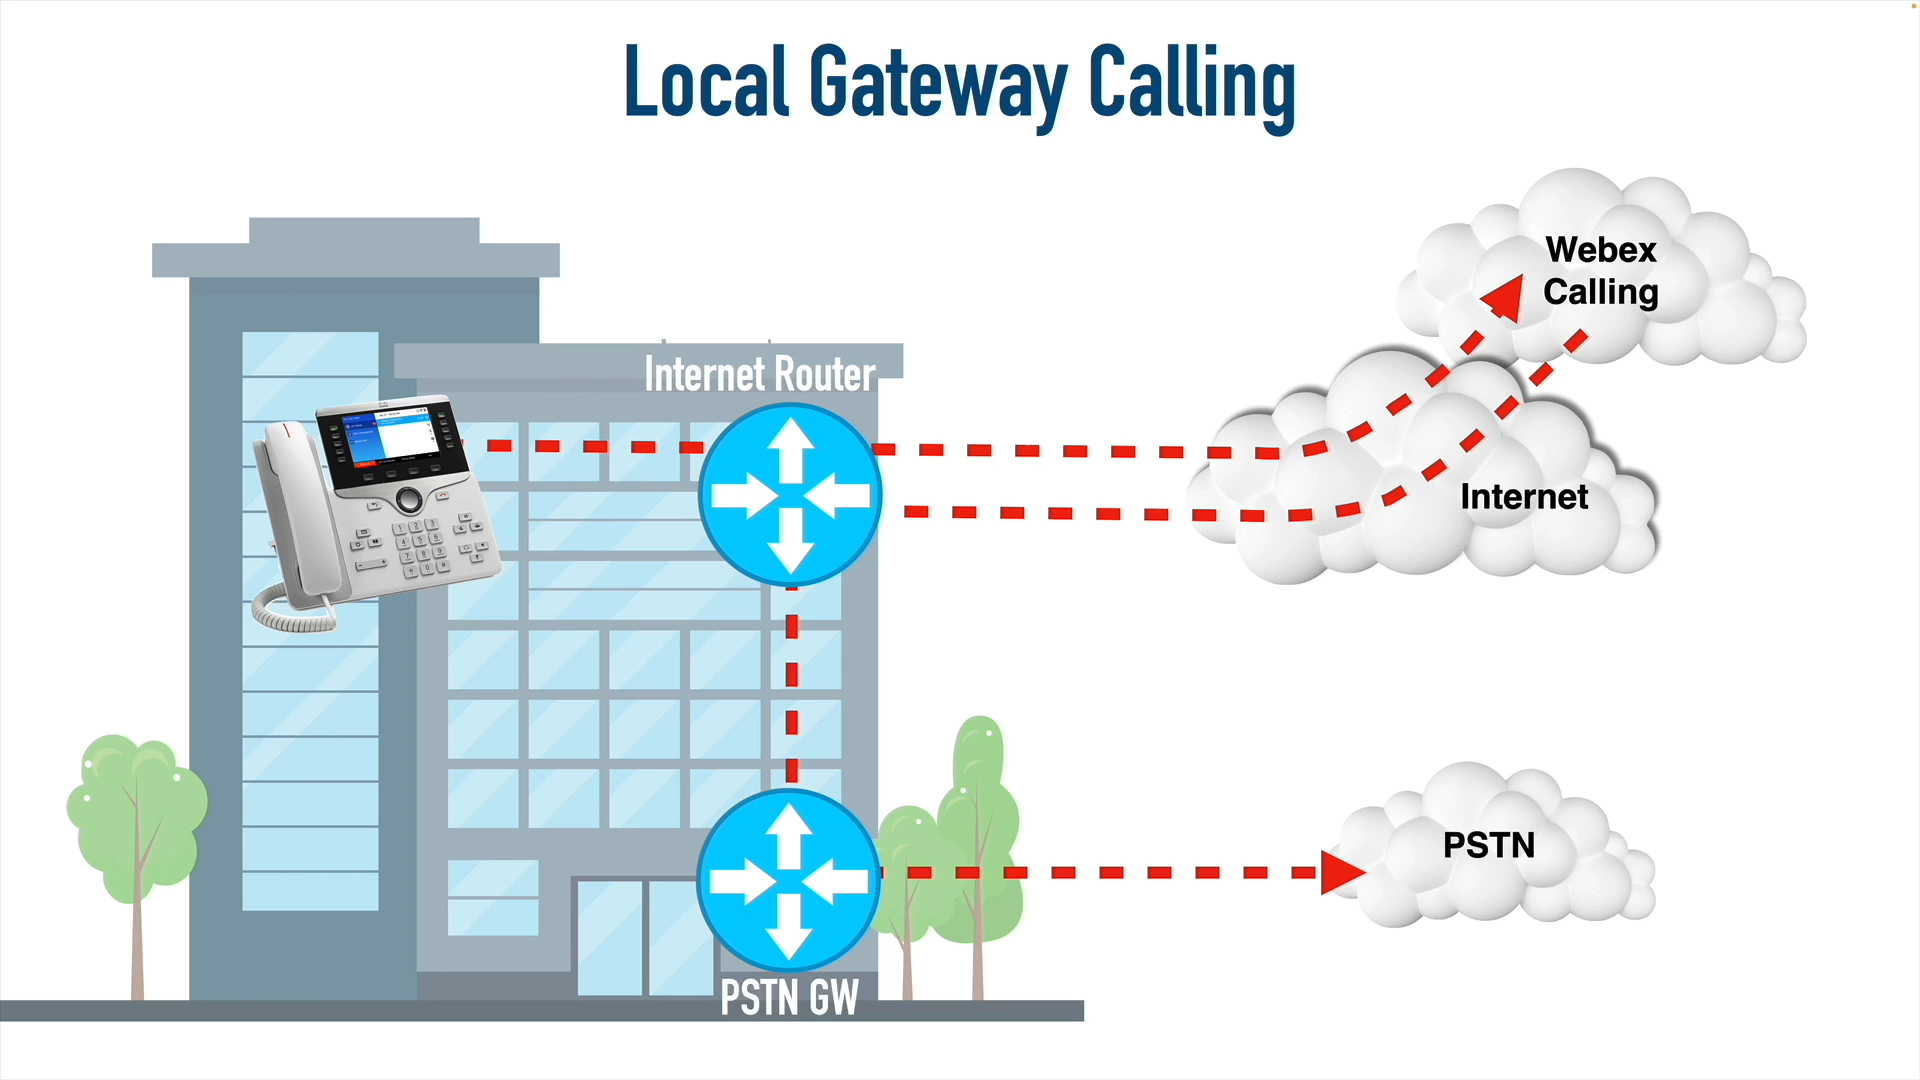 Local Gateway Calling
Webex
Calling
Internet Router
Internet
PSTN
PSTN GW